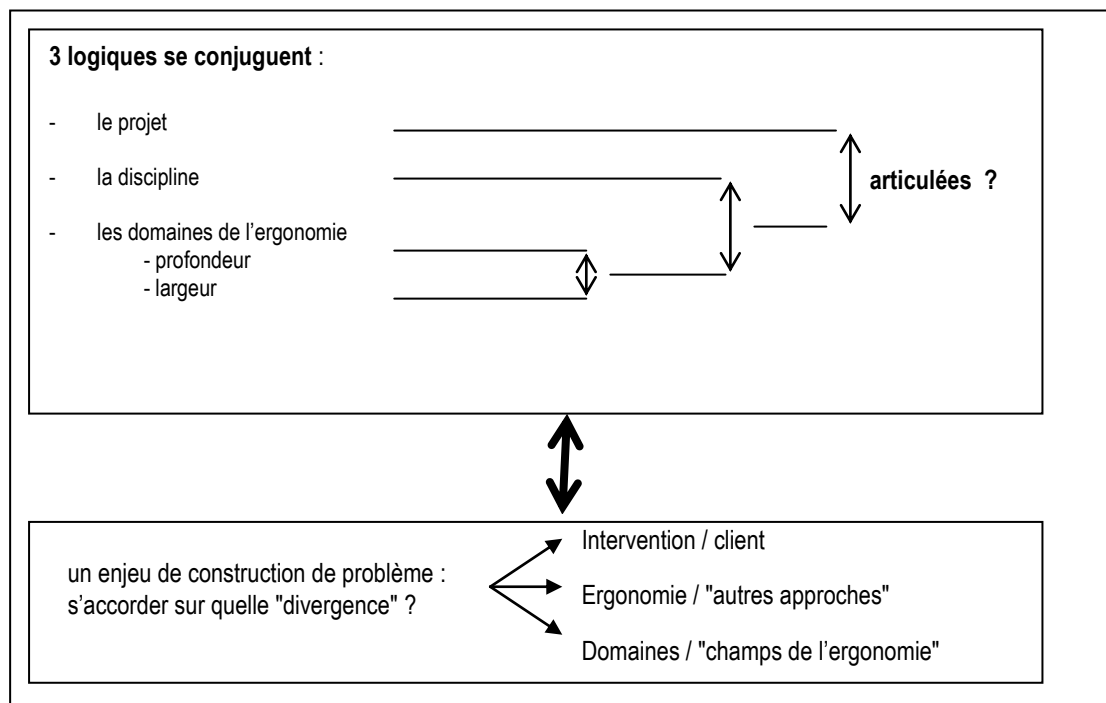 3 logiques se conjuguent :
- le projet
- la discipline
articulées ?
- les domaines de l’ergonomie
- profondeur
- largeur
un enjeu de construction de problème :
s’accorder sur quelle "divergence" ?
Intervention / client
Ergonomie / "autres approches"
Domaines / "champs de l’ergonomie"